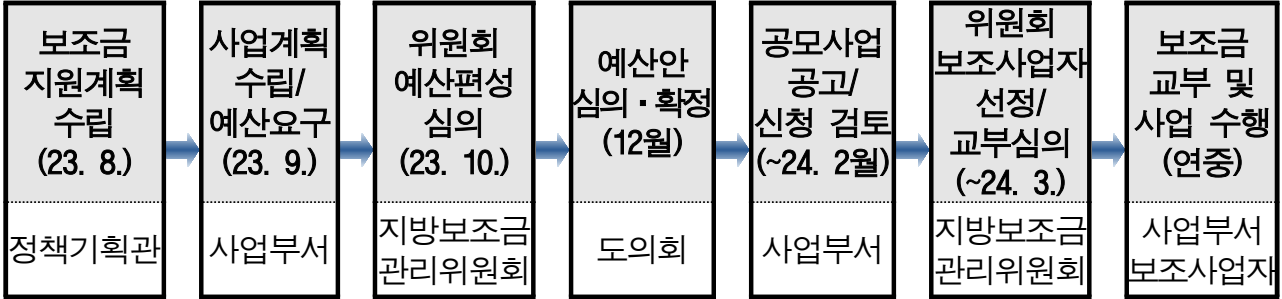 보조금
지원계획
수립
(23. 8.)
정책기획관
사업계획
수립/
예산요구
(23. 9.)
사업부서
위원회
예산편성
심의
(23. 10.)
지방보조금
관리위원회
예산안
심의·확정
(12월)
도의회
공모사업
공고/
신청 검토
(~24. 2월)
사업부서
위원회
보조사업자
선정/
교부심의
(~24. 3.)
지방보조금
관리위원회
보조금
교부 및
사업 수행
(연중)
사업부서
보조사업자